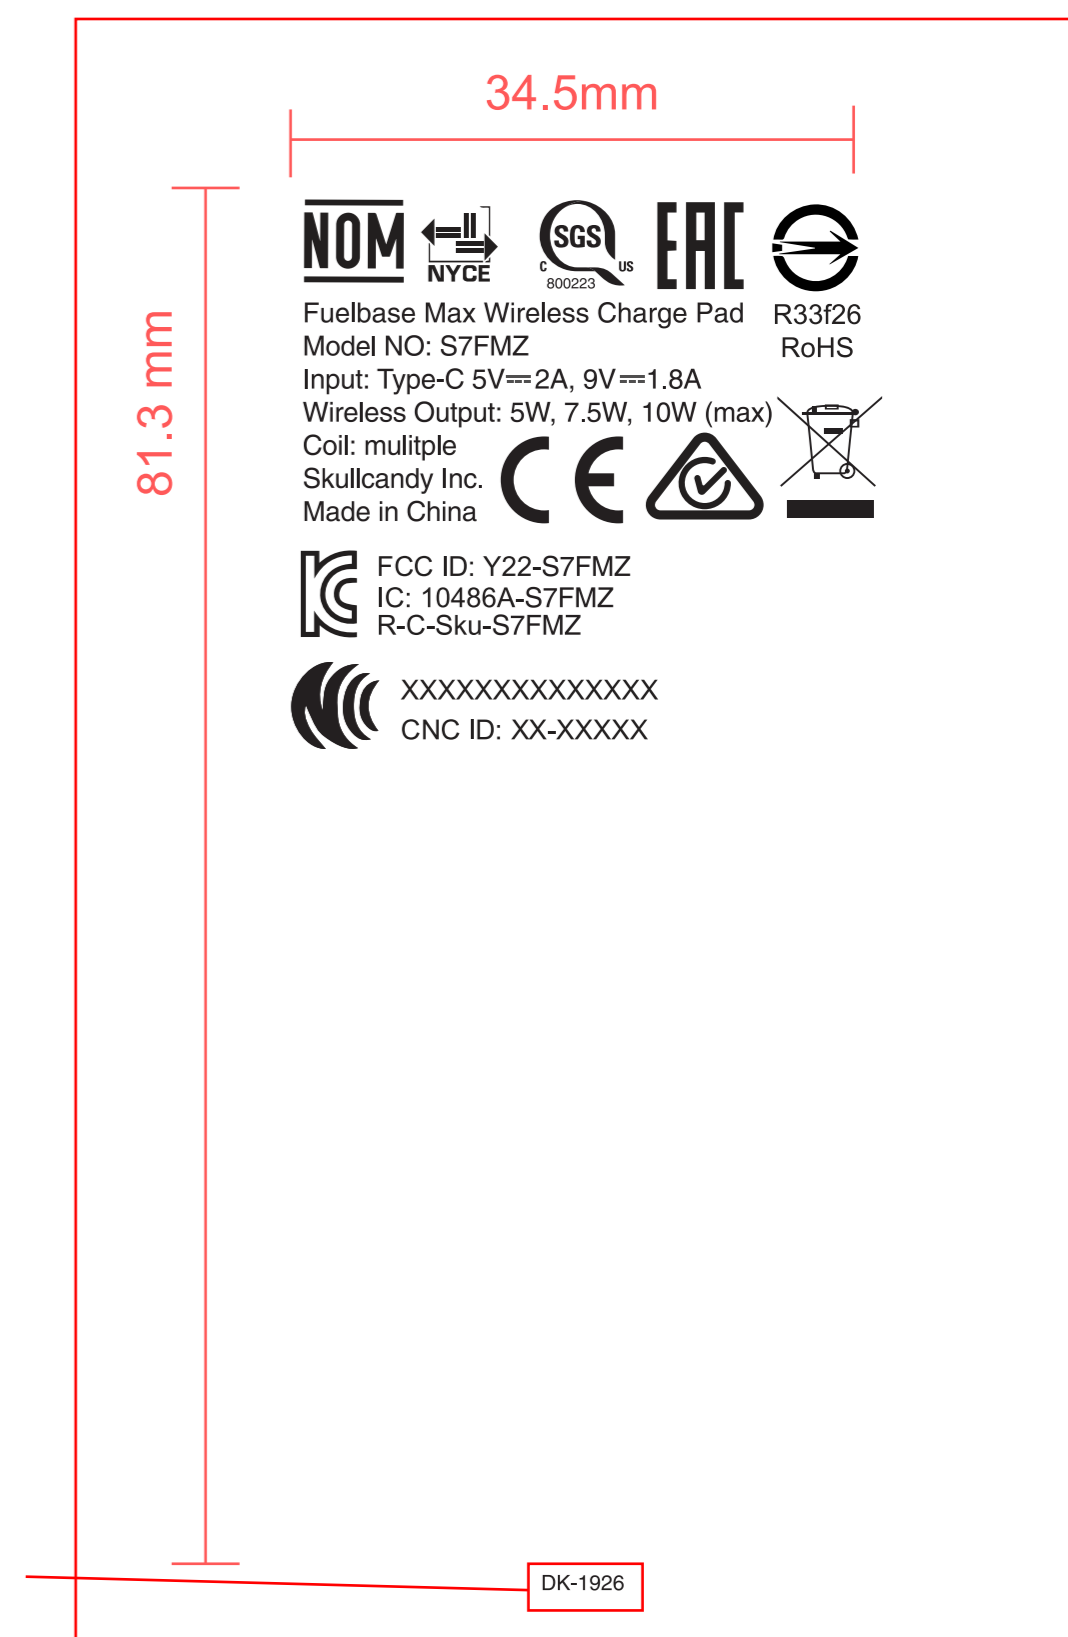 34.5mm
81.3 mm
NOM
NYCE
SGS
C US
800223
EAC
Fuelbase Max Wireless Charge Pad
R33f26
Model NO: S7FMZ
RoHS
Input: Type-C 5V⎓2A, 9V⎓1.8A
Wireless Output: 5W, 7.5W, 10W (max)
Coil: mulitple
Skullcandy Inc.
Made in China
CE
FCC ID: Y22-S7FMZ
IC: 10486A-S7FMZ
R-C-Sku-S7FMZ
XXXXXXXXXXXXXX
CNC ID: XX-XXXXX
DK-1926